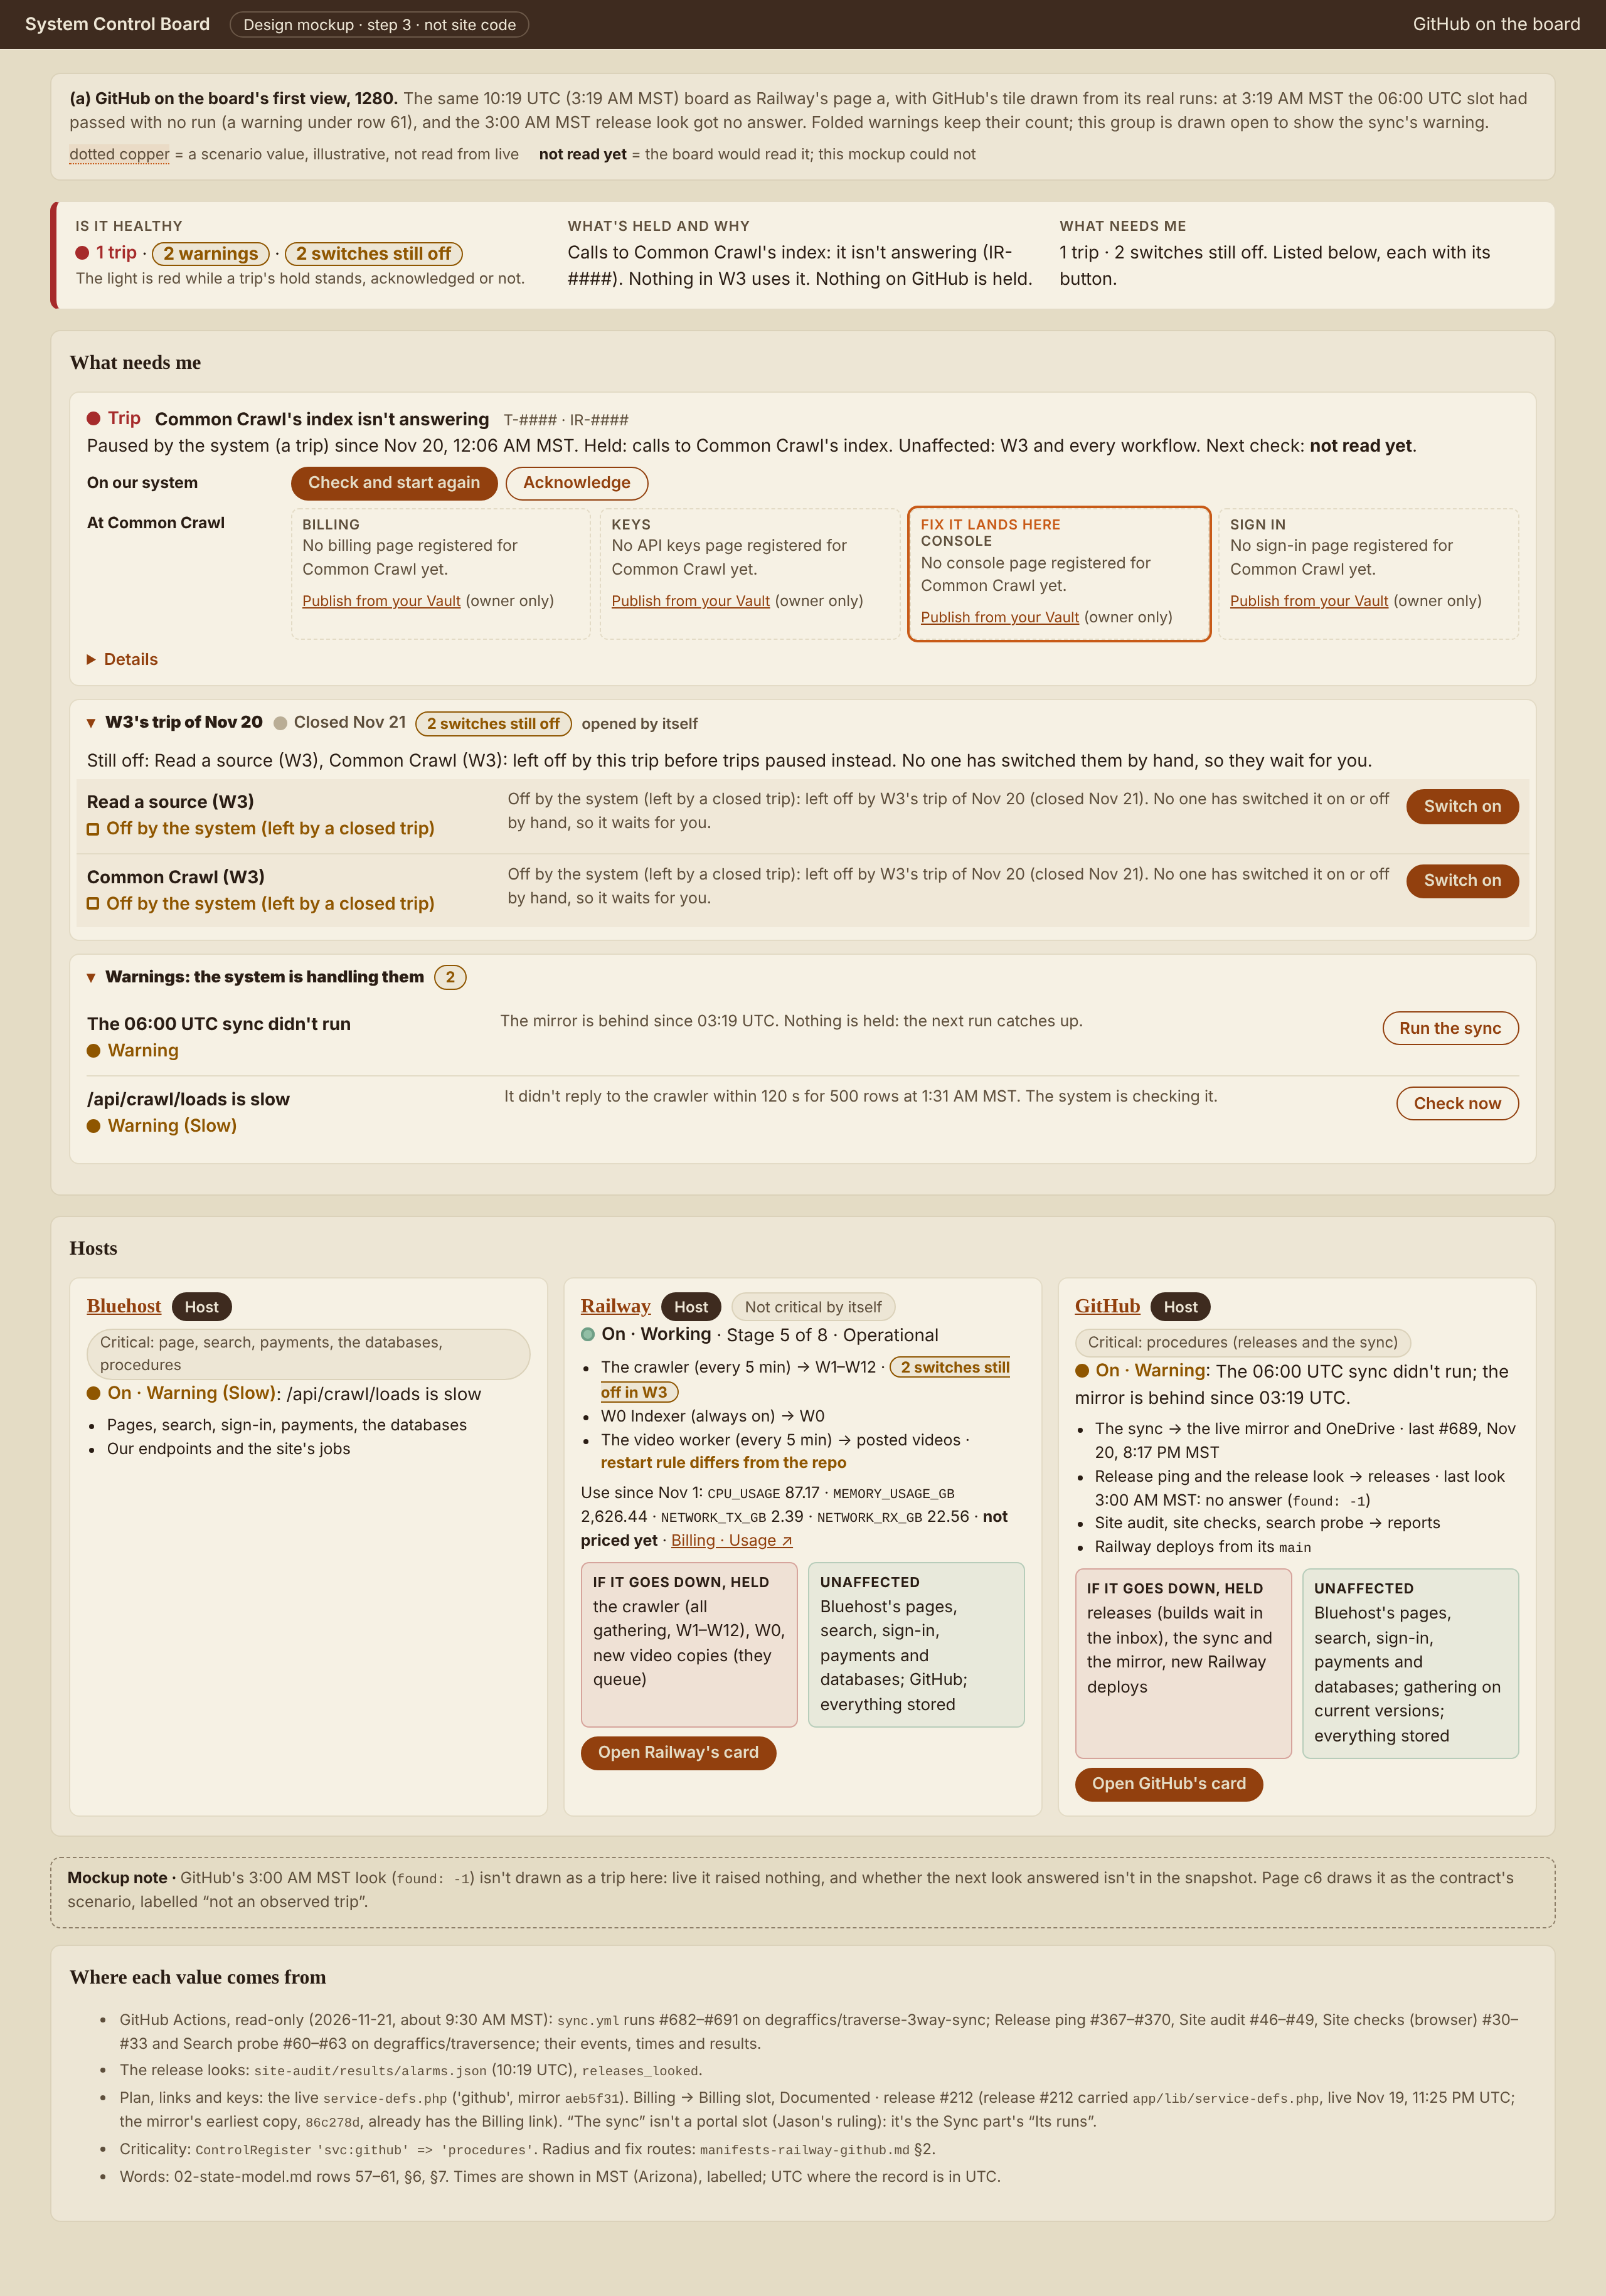 System Control Board
Design mockup · step 3 · not site code
GitHub on the board
(a) GitHub on the board's first view, 1280. The same 10:19 UTC (3:19 AM MST) board as Railway's page a, with GitHub's tile drawn from its real runs: at 3:19 AM MST the 06:00 UTC slot had
passed with no run (a warning under row 61), and the 3:00 AM MST release look got no answer. Folded warnings keep their count; this group is drawn open to show the sync's warning.
dotted copper = a scenario value, illustrative, not read from live not read yet = the board would read it; this mockup could not
IS IT HEALTHY
1 trip · 2 warnings · 2 switches still off
The light is red while a trip's hold stands, acknowledged or not.
WHAT'S HELD AND WHY
Calls to Common Crawl's index: it isn't answering (IR-
####). Nothing in W3 uses it. Nothing on GitHub is held.
WHAT NEEDS ME
1 trip · 2 switches still off. Listed below, each with its
button.
What needs me
Trip Common Crawl's index isn't answering T-#### · IR-####
Paused by the system (a trip) since Nov 20, 12:06 AM MST. Held: calls to Common Crawl's index. Unaffected: W3 and every workflow. Next check: not read yet.
On our system
Check and start again
Acknowledge
At Common Crawl
BILLING
No billing page registered for
Common Crawl yet.
Publish from your Vault (owner only)
KEYS
No API keys page registered for
Common Crawl yet.
Publish from your Vault (owner only)
FIX IT LANDS HERE
CONSOLE
No console page registered for
Common Crawl yet.
Publish from your Vault (owner only)
SIGN IN
No sign-in page registered for
Common Crawl yet.
Publish from your Vault (owner only)
▶ Details
▼ W3's trip of Nov 20 Closed Nov 21 2 switches still off opened by itself
Still off: Read a source (W3), Common Crawl (W3): left off by this trip before trips paused instead. No one has switched them by hand, so they wait for you.
Read a source (W3)
Off by the system (left by a closed trip)
Off by the system (left by a closed trip): left off by W3's trip of Nov 20 (closed Nov 21). No one has switched it on or off
by hand, so it waits for you.
Switch on
Common Crawl (W3)
Off by the system (left by a closed trip)
Off by the system (left by a closed trip): left off by W3's trip of Nov 20 (closed Nov 21). No one has switched it on or off
by hand, so it waits for you.
Switch on
▼ Warnings: the system is handling them 2
The 06:00 UTC sync didn't run
Warning
The mirror is behind since 03:19 UTC. Nothing is held: the next run catches up.
Run the sync
/api/crawl/loads is slow
Warning (Slow)
It didn't reply to the crawler within 120 s for 500 rows at 1:31 AM MST. The system is checking it.
Check now
Hosts
Bluehost Host
Critical: page, search, payments, the databases,
procedures
On · Warning (Slow): /api/crawl/loads is slow
• Pages, search, sign-in, payments, the databases
• Our endpoints and the site's jobs
Railway Host Not critical by itself
On · Working · Stage 5 of 8 · Operational
• The crawler (every 5 min) → W1–W12 · 2 switches still
off in W3
• W0 Indexer (always on) → W0
• The video worker (every 5 min) → posted videos ·
restart rule differs from the repo
Use since Nov 1: CPU_USAGE 87.17 · MEMORY_USAGE_GB
2,626.44 · NETWORK_TX_GB 2.39 · NETWORK_RX_GB 22.56 · not
priced yet · Billing · Usage ↗
IF IT GOES DOWN, HELD
the crawler (all
gathering, W1–W12), W0,
new video copies (they
queue)
UNAFFECTED
Bluehost's pages,
search, sign-in,
payments and
databases; GitHub;
everything stored
Open Railway's card
GitHub Host
Critical: procedures (releases and the sync)
On · Warning: The 06:00 UTC sync didn't run; the
mirror is behind since 03:19 UTC.
• The sync → the live mirror and OneDrive · last #689, Nov
20, 8:17 PM MST
• Release ping and the release look → releases · last look
3:00 AM MST: no answer (found: -1)
• Site audit, site checks, search probe → reports
• Railway deploys from its main
IF IT GOES DOWN, HELD
releases (builds wait in
the inbox), the sync and
the mirror, new Railway
deploys
UNAFFECTED
Bluehost's pages,
search, sign-in,
payments and
databases; gathering on
current versions;
everything stored
Open GitHub's card
Mockup note · GitHub's 3:00 AM MST look (found: -1) isn't drawn as a trip here: live it raised nothing, and whether the next look answered isn't in the snapshot. Page c6 draws it as the contract's
scenario, labelled “not an observed trip”.
Where each value comes from
• GitHub Actions, read-only (2026-11-21, about 9:30 AM MST): sync.yml runs #682–#691 on degraffics/traverse-3way-sync; Release ping #367–#370, Site audit #46–#49, Site checks (browser) #30–
#33 and Search probe #60–#63 on degraffics/traversence; their events, times and results.
• The release looks: site-audit/results/alarms.json (10:19 UTC), releases_looked.
• Plan, links and keys: the live service-defs.php ('github', mirror aeb5f31). Billing → Billing slot, Documented · release #212 (release #212 carried app/lib/service-defs.php, live Nov 19, 11:25 PM UTC;
the mirror's earliest copy, 86c278d, already has the Billing link). “The sync” isn't a portal slot (Jason's ruling): it's the Sync part's “Its runs”.
• Criticality: ControlRegister 'svc:github' => 'procedures'. Radius and fix routes: manifests-railway-github.md §2.
• Words: 02-state-model.md rows 57–61, §6, §7. Times are shown in MST (Arizona), labelled; UTC where the record is in UTC.